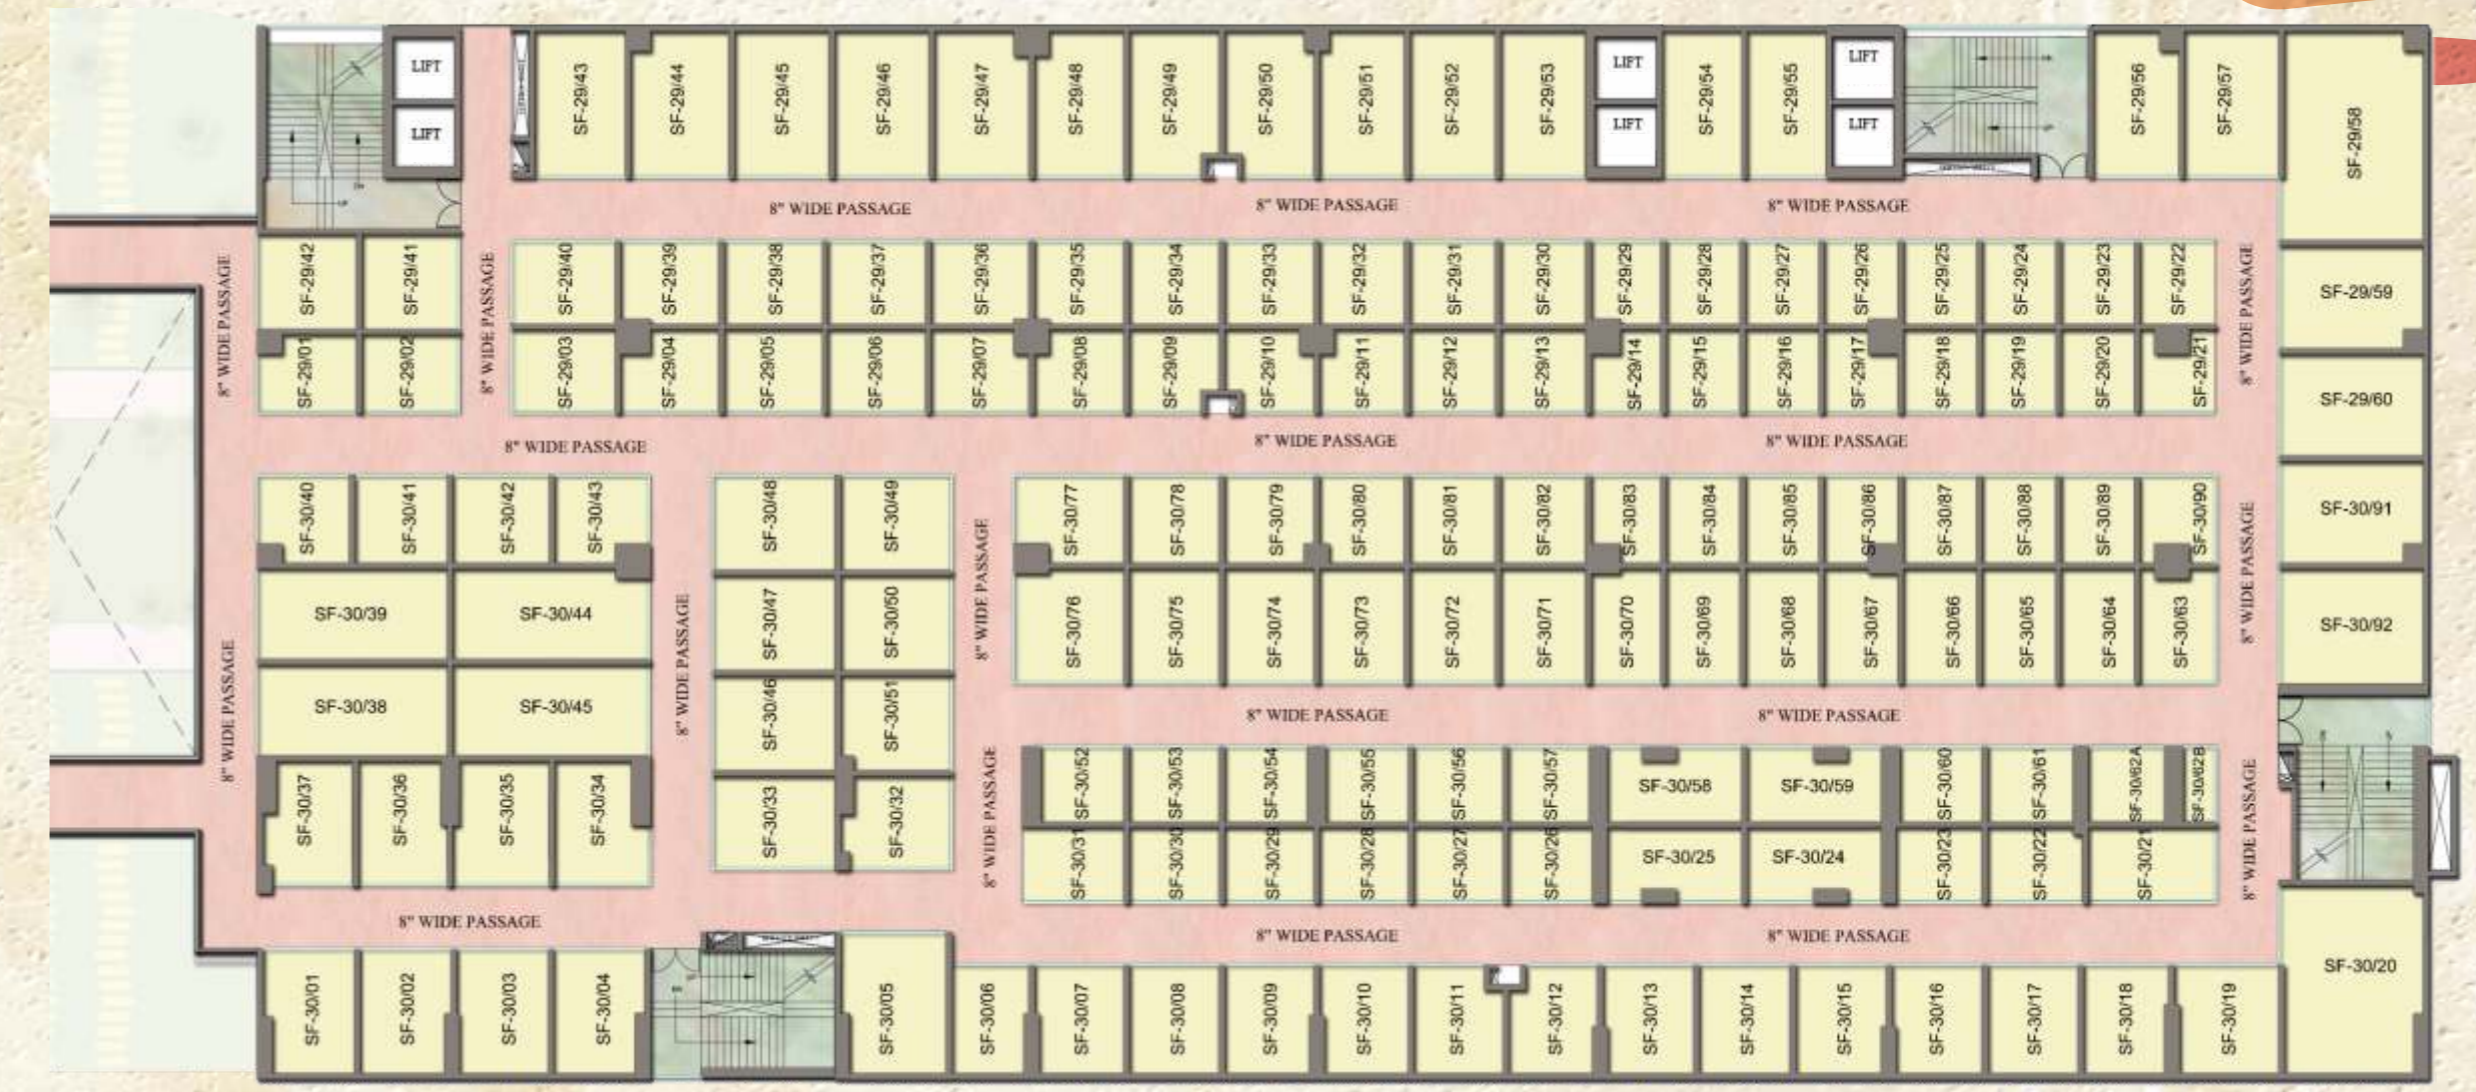 LIFT
LIFT
SF-29/43
SF-29/44
SF-29/45
SF-29/46
SF-29/47
SF-29/48
SF-29/49
SF-29/50
SF-29/51
SF-29/52
SF-29/53
LIFT
LIFT
SF-29/54
SF-29/55
LIFT
LIFT
SF-29/56
SF-29/57
SF-29/58
8" WIDE PASSAGE
8" WIDE PASSAGE
8" WIDE PASSAGE
8" WIDE PASSAGE
SF-29/42
SF-29/41
8" WIDE PASSAGE
SF-29/40
SF-29/39
SF-29/38
SF-29/37
SF-29/36
SF-29/35
SF-29/34
SF-29/33
SF-29/32
SF-29/31
SF-29/30
SF-29/29
SF-29/28
SF-29/27
SF-29/26
SF-29/25
SF-29/24
SF-29/23
SF-29/22
8" WIDE PASSAGE
SF-29/59
SF-29/01
SF-29/02
SF-29/03
SF-29/04
SF-29/05
SF-29/06
SF-29/07
SF-29/08
SF-29/09
SF-29/10
SF-29/11
SF-29/12
SF-29/13
SF-29/14
SF-29/15
SF-29/16
SF-29/17
SF-29/18
SF-29/19
SF-29/20
SF-29/21
SF-29/60
8" WIDE PASSAGE
8" WIDE PASSAGE
8" WIDE PASSAGE
SF-30/40
SF-30/41
SF-30/42
SF-30/43
SF-30/48
SF-30/49
8" WIDE PASSAGE
SF-30/77
SF-30/78
SF-30/79
SF-30/80
SF-30/81
SF-30/82
SF-30/83
SF-30/84
SF-30/85
SF-30/86
SF-30/87
SF-30/88
SF-30/89
SF-30/90
8" WIDE PASSAGE
SF-30/91
SF-30/39
SF-30/44
8" WIDE PASSAGE
SF-30/47
SF-30/50
SF-30/76
SF-30/75
SF-30/74
SF-30/73
SF-30/72
SF-30/71
SF-30/70
SF-30/69
SF-30/68
SF-30/67
SF-30/66
SF-30/65
SF-30/64
SF-30/63
SF-30/92
8" WIDE PASSAGE
SF-30/38
SF-30/45
SF-30/46
SF-30/51
8" WIDE PASSAGE
8" WIDE PASSAGE
SF-30/37
SF-30/36
SF-30/35
SF-30/34
SF-30/33
SF-30/32
8" WIDE PASSAGE
SF-30/52
SF-30/53
SF-30/54
SF-30/55
SF-30/56
SF-30/57
SF-30/58
SF-30/59
SF-30/60
SF-30/61
SF-30/62A
SF-30/62B
8" WIDE PASSAGE
SF-30/31
SF-30/30
SF-30/29
SF-30/28
SF-30/27
SF-30/26
SF-30/25
SF-30/24
SF-30/23
SF-30/22
SF-30/21
8" WIDE PASSAGE
8" WIDE PASSAGE
8" WIDE PASSAGE
SF-30/01
SF-30/02
SF-30/03
SF-30/04
SF-30/05
SF-30/06
SF-30/07
SF-30/08
SF-30/09
SF-30/10
SF-30/11
SF-30/12
SF-30/13
SF-30/14
SF-30/15
SF-30/16
SF-30/17
SF-30/18
SF-30/19
SF-30/20